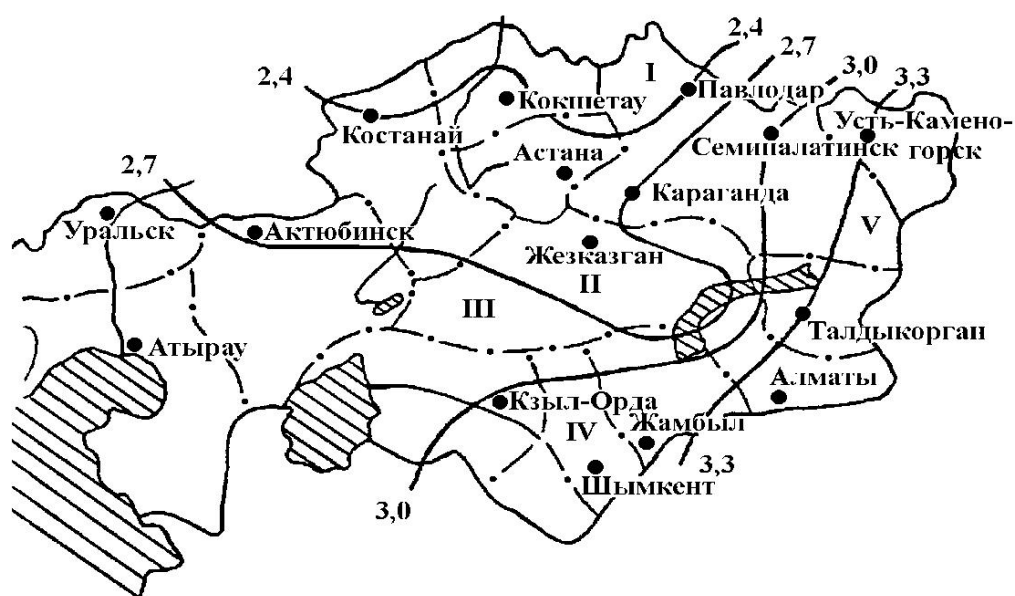 2,4
2,7
3,0
3,3
2,4
I
Павлодар
Кокшетау
Костанай
Усть-Камено-
горск
Семипалатинск
Астана
2,7
Караганда
Уральск
Актюбинск
V
Жезказган
II
III
Талдыкорган
Атырау
Алматы
Кзыл-Орда
Жамбыл
IV
3,3
Шымкент
3,0